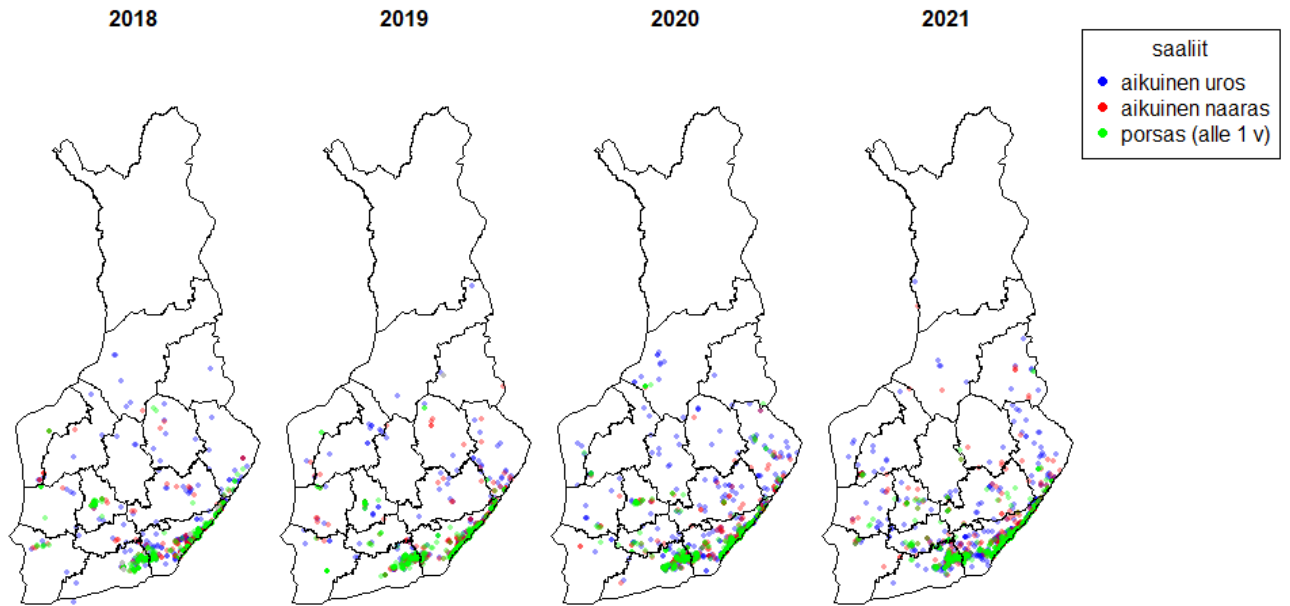 2018
2019
2020
2021
saaliit
aikuinen uros
aikuinen naaras
porsas (alle 1 v)